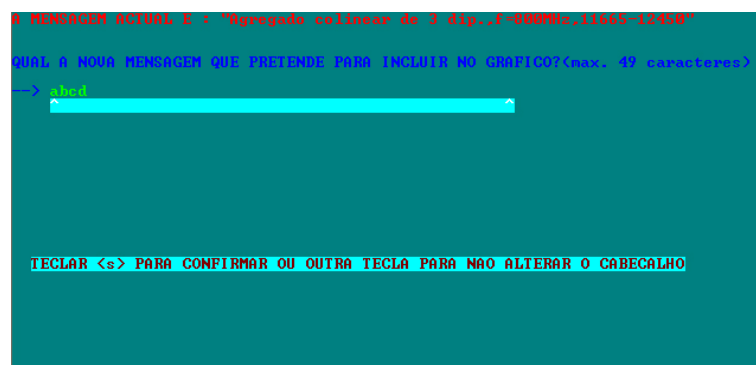 A MENSAGEM ACTUAL E : "Agregado colinear de 3 dip.,f=800MHz,11665-12450"
QUAL A NOVA MENSAGEM QUE PRETENDE PARA INCLUIR NO GRAFICO?(max. 49 caracteres)
--> abcd
^ ^
TECLAR <s> PARA CONFIRMAR OU OUTRA TECLA PARA NAO ALTERAR O CABECALHO